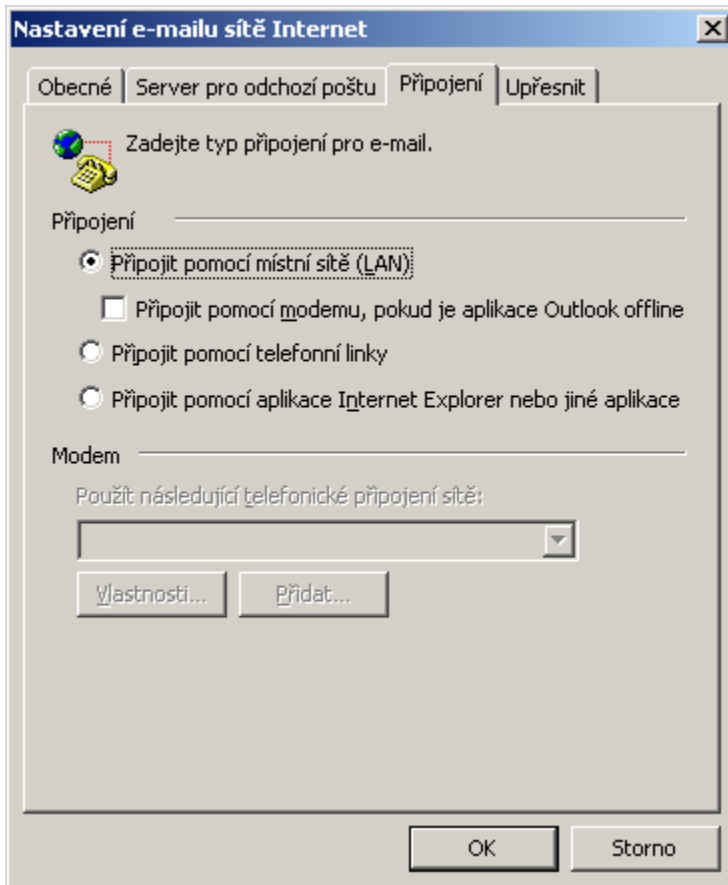 Nastavení e-mailu sítě Internet
Obecné Server pro odchozí poštu Připojení Upřesnit
Zadejte typ připojení pro e-mail.
Připojení
Připojit pomocí místní sítě (LAN)
Připojit pomocí modemu, pokud je aplikace Outlook offline
Připojit pomocí telefonní linky
Připojit pomocí aplikace Internet Explorer nebo jiné aplikace
Modem
Použít následující telefonické připojení sítě:
Vlastnosti... Přidat...
OK Storno